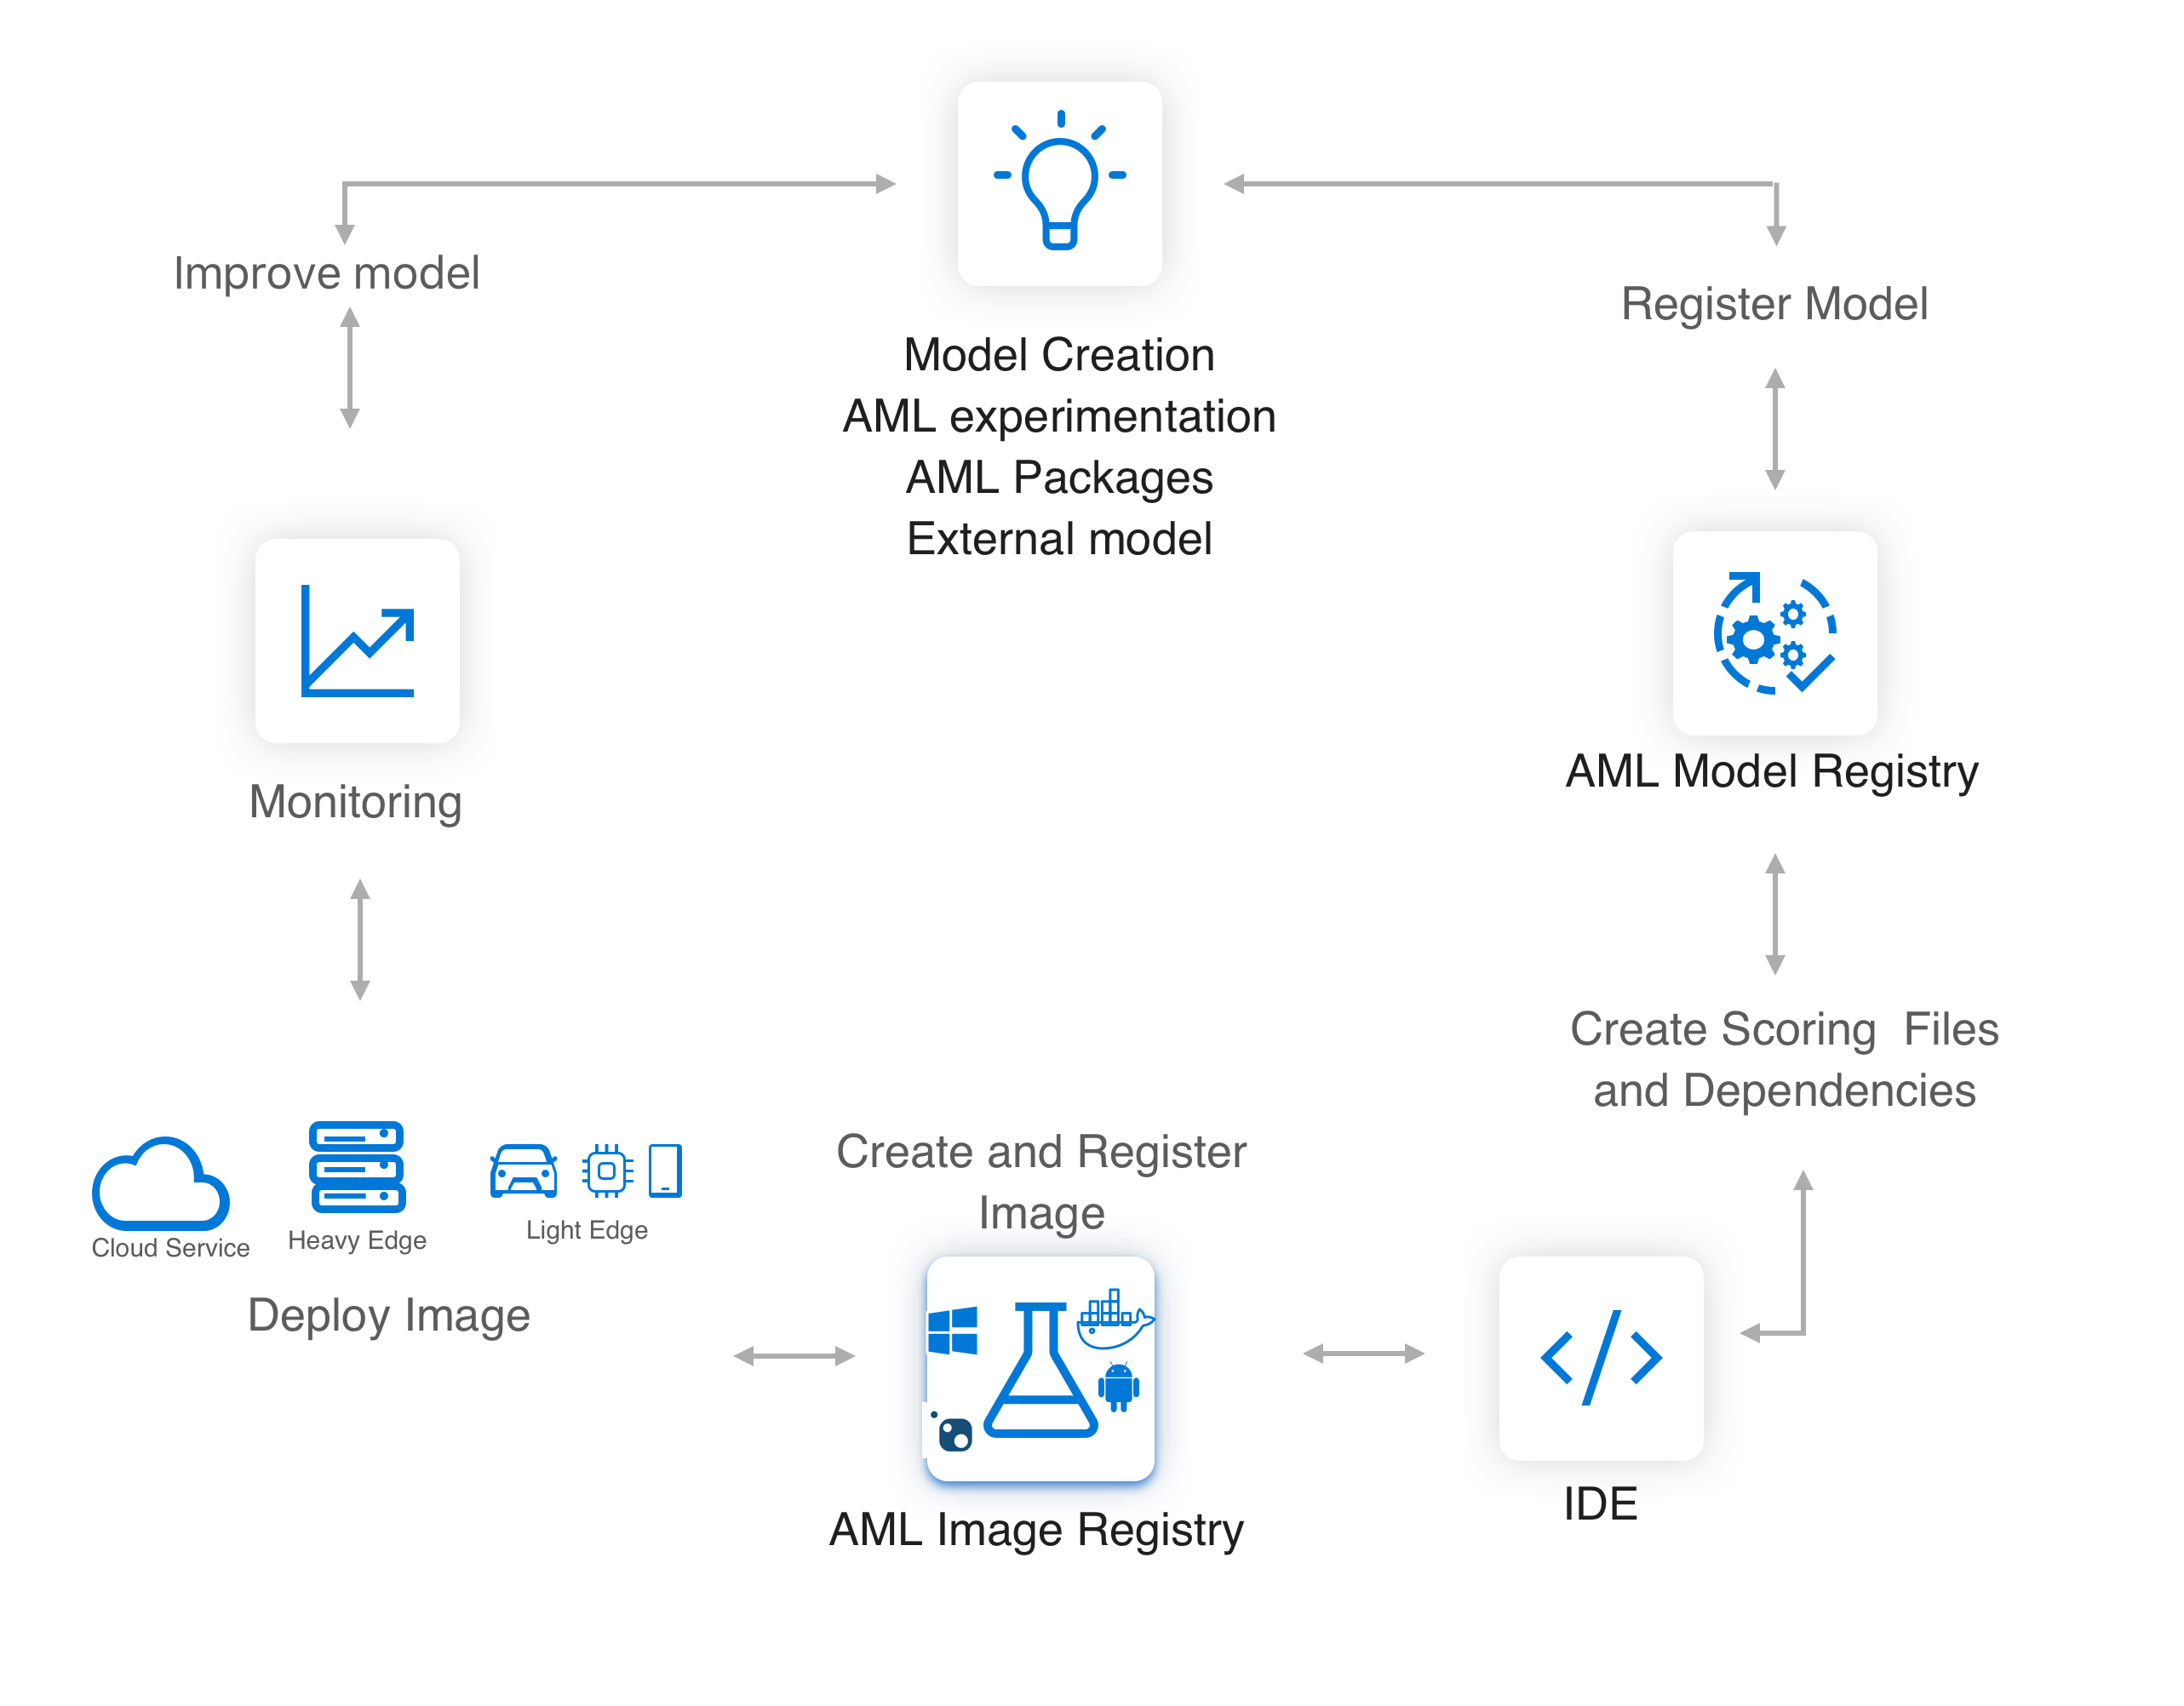 Improve model
Model Creation
AML experimentation
AML Packages
External model
Register Model
Monitoring
AML Model Registry
Create Scoring  Files
and Dependencies
Cloud Service
Heavy Edge
Light Edge
Deploy Image
Create and Register
Image
AML Image Registry
IDE